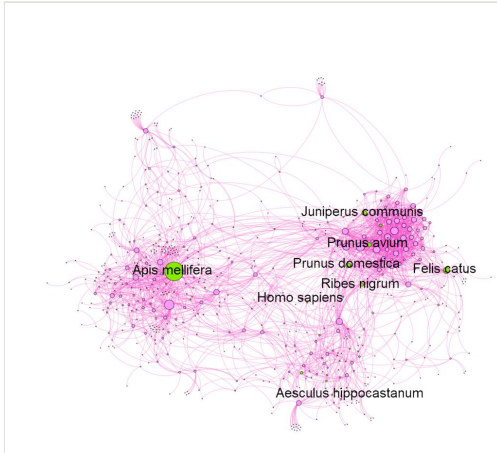 Juniperus communis
Prunus avium
Prunus domestica
Felis catus
Apis mellifera
Ribes nigrum
Homo sapiens
Aesculus hippocastanum